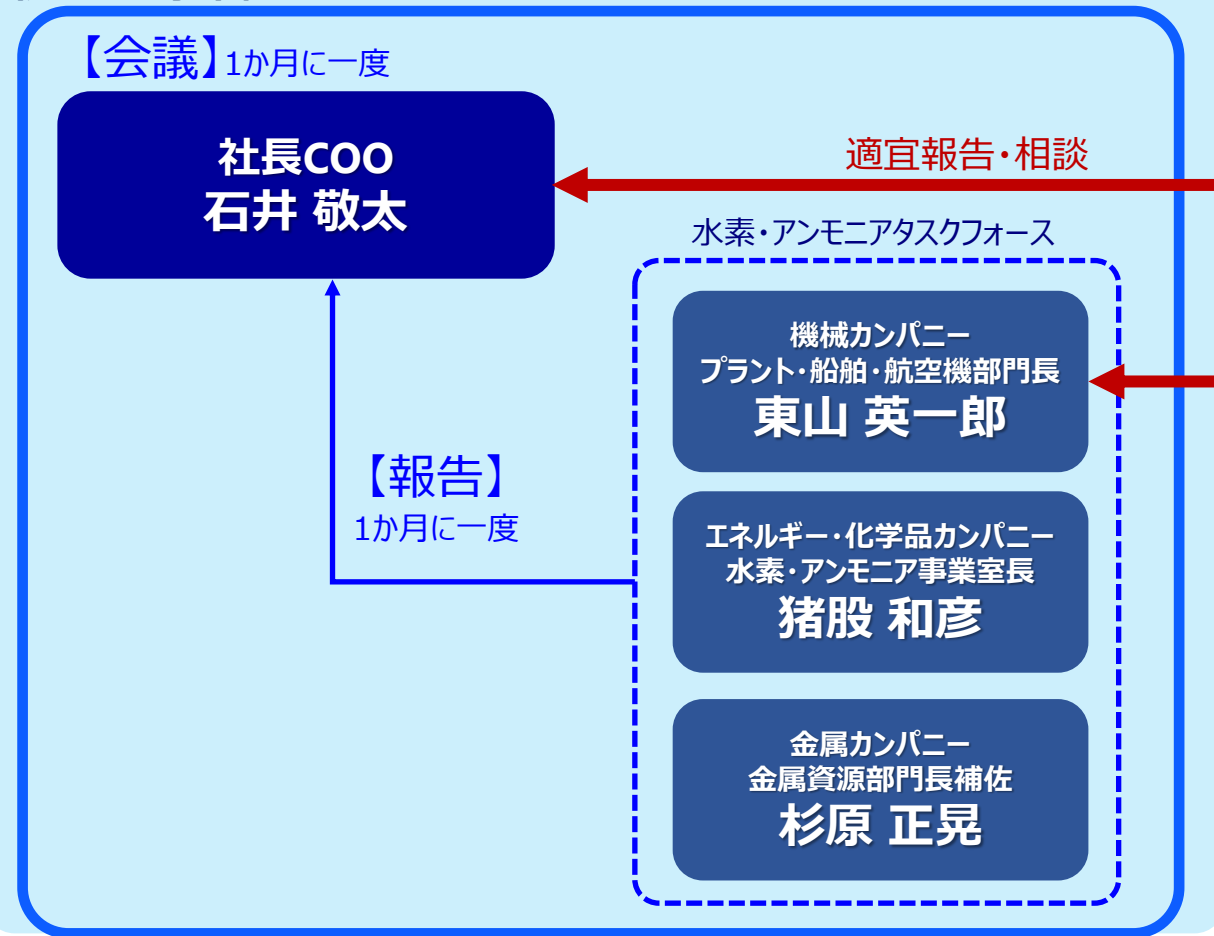 【会議】1か月に一度
社長COO
石井 敬太
適宜報告・相談
水素・アンモニアタスクフォース
機械カンパニー
プラント・船舶・航空機部門長
東山 英一郎
【報告】
1か月に一度
エネルギー・化学品カンパニー
水素・アンモニア事業室長
猪股 和彦
金属カンパニー
金属資源部門長補佐
杉原 正晃